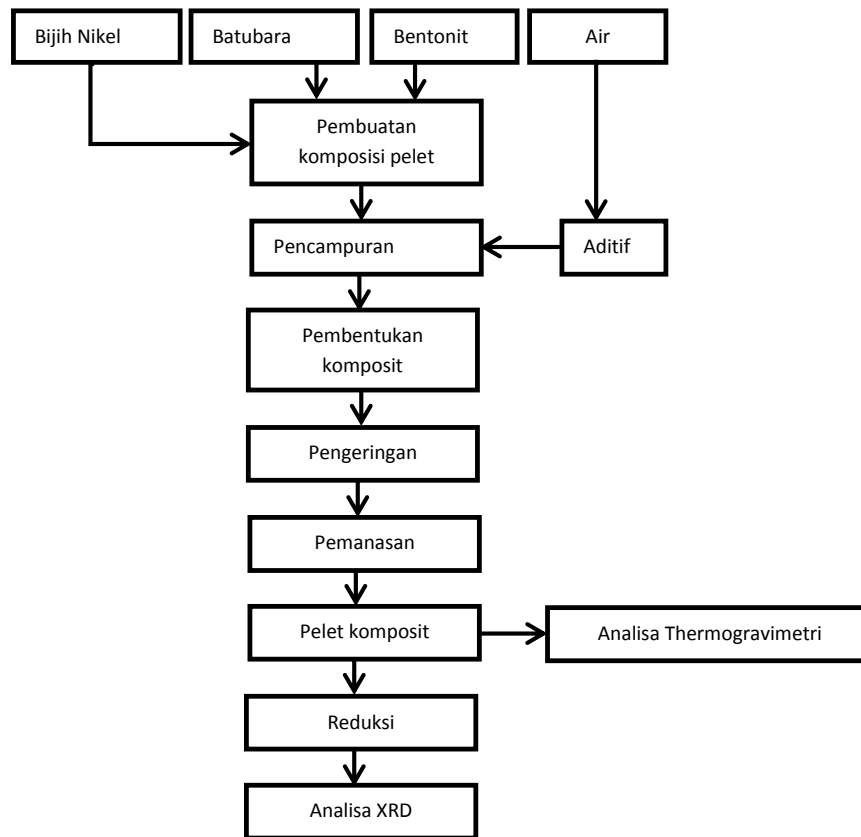 Bijih Nikel
Batubara
Bentonit
Air
Pembuatan
komposisi pelet
Pencampuran
Aditif
Pembentukan
komposit
Pengeringan
Pemanasan
Pelet komposit
Analisa Thermogravimetri
Reduksi
Analisa XRD